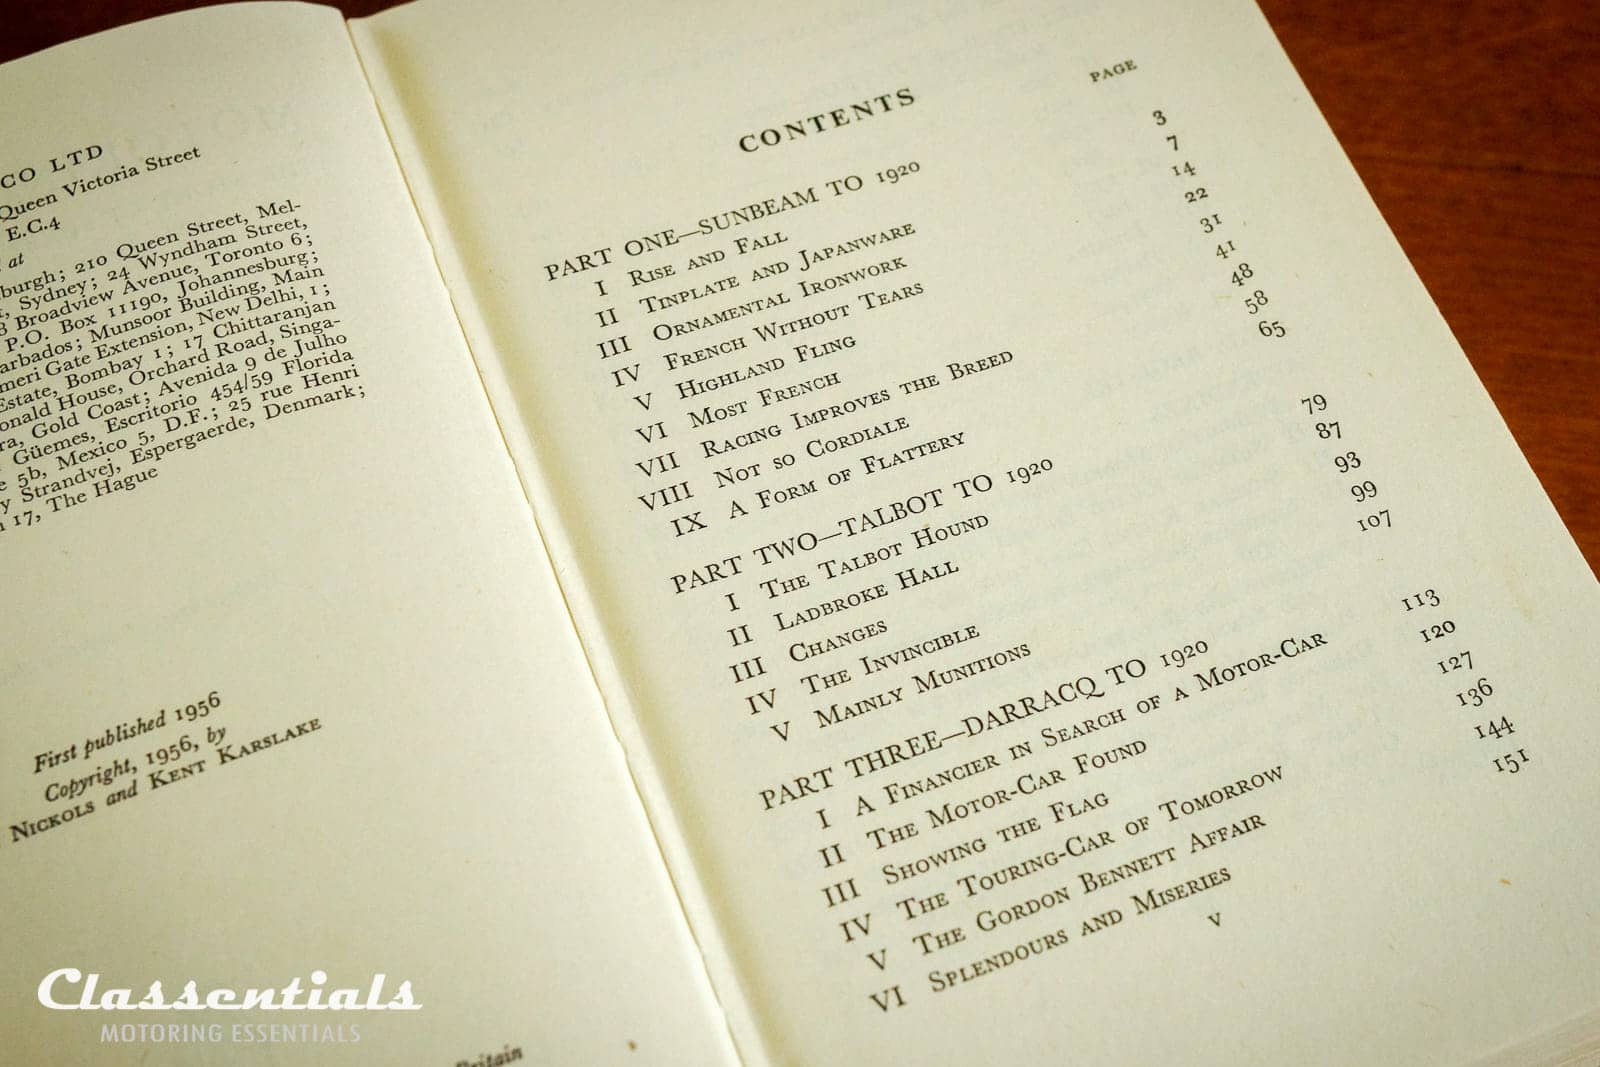 CO LTD
Queen Victoria Street
E.C.4
at
burgh; 210 Queen Street, Mel-
, Sydney; 24 Wyndham Street,
8 Broadview Avenue, Toronto 6;
P.O. Box 1190, Johannesburg;
arbados; Munsoor Building, Main
meri Gate Extension, New Delhi, 1;
Estate, Bombay 1; 17 Chittaranjan
onald House, Orchard Road, Singa-
ra, Gold Coast; Avenida 9 de Julho
Güemes, Escritorio 454/59 Florida
e 5b, Mexico 5, D.F.; 25 rue Henri
y Strandvej, Espergaerde, Denmark;
17, The Hague
First published 1956
Copyright, 1956, by
NICKOLS and KENT KARSLAKE
Britain
CONTENTS
PAGE
PART ONE—SUNBEAM TO 1920
I RISE AND FALL 3
II TINPLATE AND JAPANWARE 7
III ORNAMENTAL IRONWORK 14
IV FRENCH WITHOUT TEARS 22
V HIGHLAND FLING 31
VI MOST FRENCH 41
VII RACING IMPROVES THE BREED 48
VIII NOT SO CORDIALE 58
IX A FORM OF FLATTERY 65
PART TWO—TALBOT TO 1920
I THE TALBOT HOUND 79
II LADBROKE HALL 87
III CHANGES 93
IV THE INVINCIBLE 99
V MAINLY MUNITIONS 107
PART THREE—DARRACQ TO 1920
I A FINANCIER IN SEARCH OF A MOTOR-CAR 113
II THE MOTOR-CAR FOUND 120
III SHOWING THE FLAG 127
IV THE TOURING-CAR OF TOMORROW 136
V THE GORDON BENNETT AFFAIR 144
VI SPLENDOURS AND MISERIES 151
v
Classentials
MOTORING ESSENTIALS